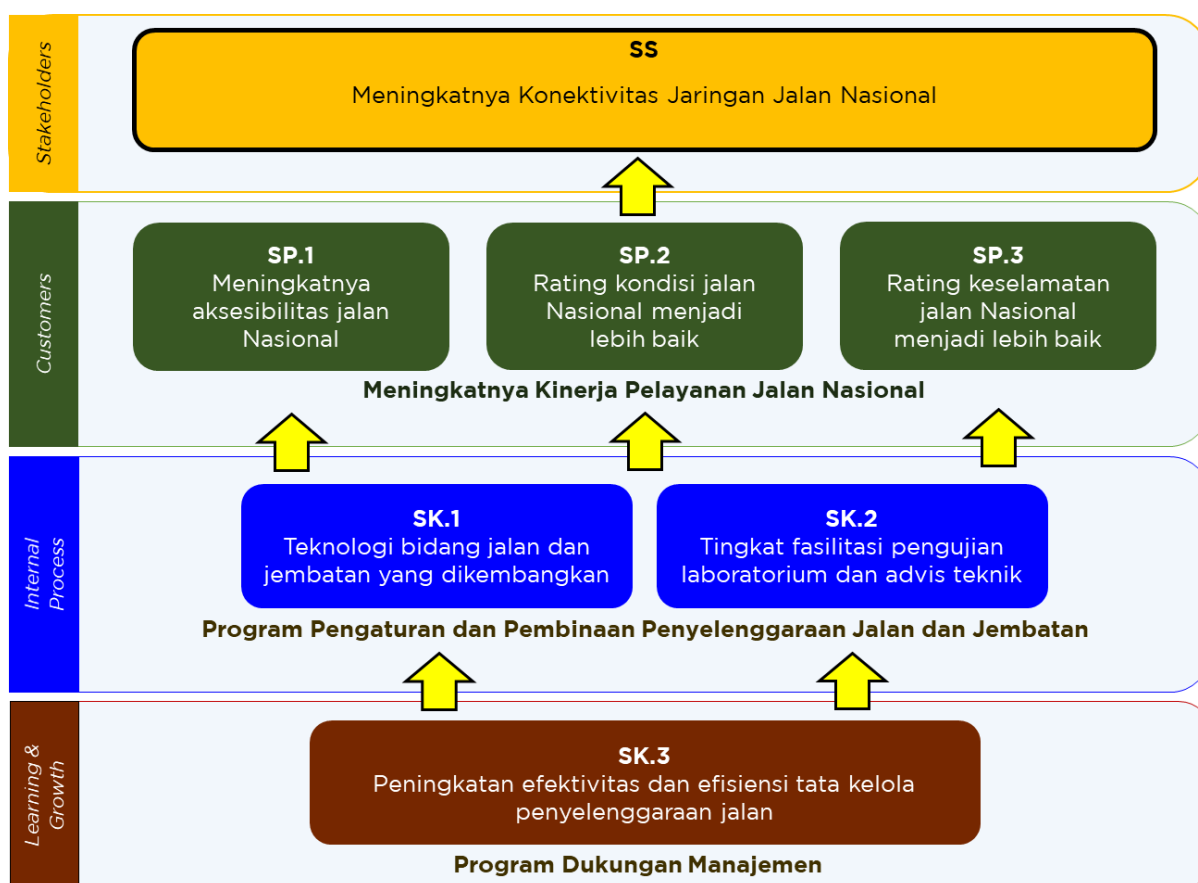 Stakeholders
SS
Meningkatnya Konektivitas Jaringan Jalan Nasional
Customers
SP.1
Meningkatnya
aksesibilitas jalan
Nasional
SP.2
Rating kondisi jalan
Nasional menjadi
lebih baik
SP.3
Rating keselamatan
jalan Nasional
menjadi lebih baik
Meningkatnya Kinerja Pelayanan Jalan Nasional
Internal
Process
SK.1
Teknologi bidang jalan dan
jembatan yang dikembangkan
SK.2
Tingkat fasilitasi pengujian
laboratorium dan advis teknik
Program Pengaturan dan Pembinaan Penyelenggaraan Jalan dan Jembatan
Learning &
Growth
SK.3
Peningkatan efektivitas dan efisiensi tata kelola
penyelenggaraan jalan
Program Dukungan Manajemen